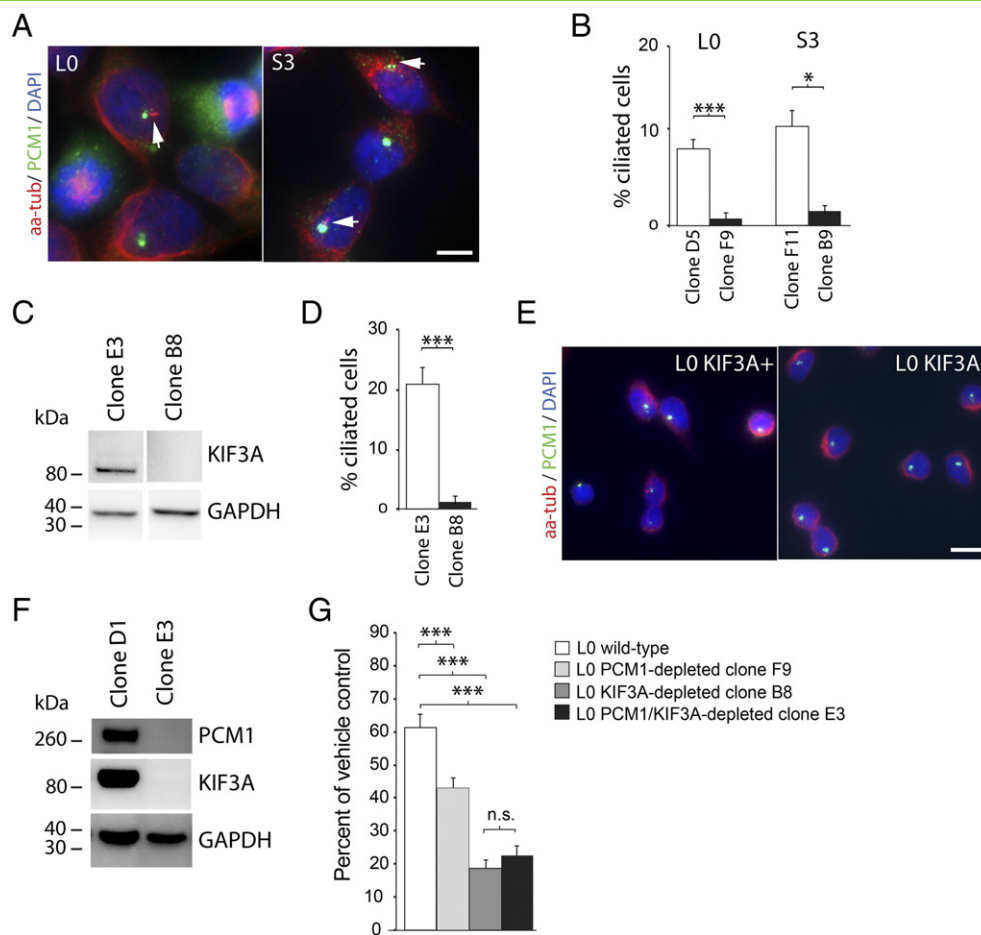 A
L0
S3
aa-tub/ PCM1/ DAPI
B
20
10
0
% ciliated cells
L0
S3
***
*
Clone D5
Clone F9
Clone F11
Clone B9
C
Clone E3
Clone B8
kDa
80
KIF3A
40
30
GAPDH
D
30
20
10
0
% ciliated cells
***
Clone E3
Clone B8
E
aa-tub / PCM1/ DAPI
L0 KIF3A+
L0 KIF3A
F
Clone D1
Clone E3
kDa
260
PCM1
80
KIF3A
40
30
GAPDH
G
Percent of vehicle control
90
80
70
60
50
40
30
20
10
0
***
***
***
n.s.
L0 wild-type
L0 PCM1-depleted clone F9
L0 KIF3A-depleted clone B8
L0 PCM1/KIF3A-depleted clone E3